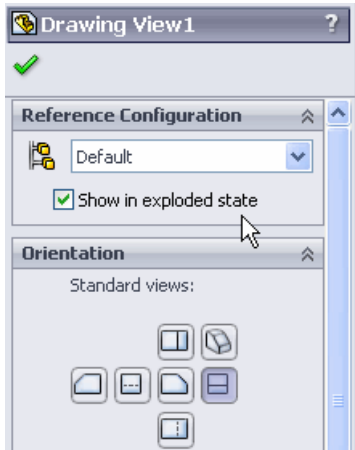 Drawing View1 ?
Reference Configuration
Default
Show in exploded state
Orientation
Standard views: